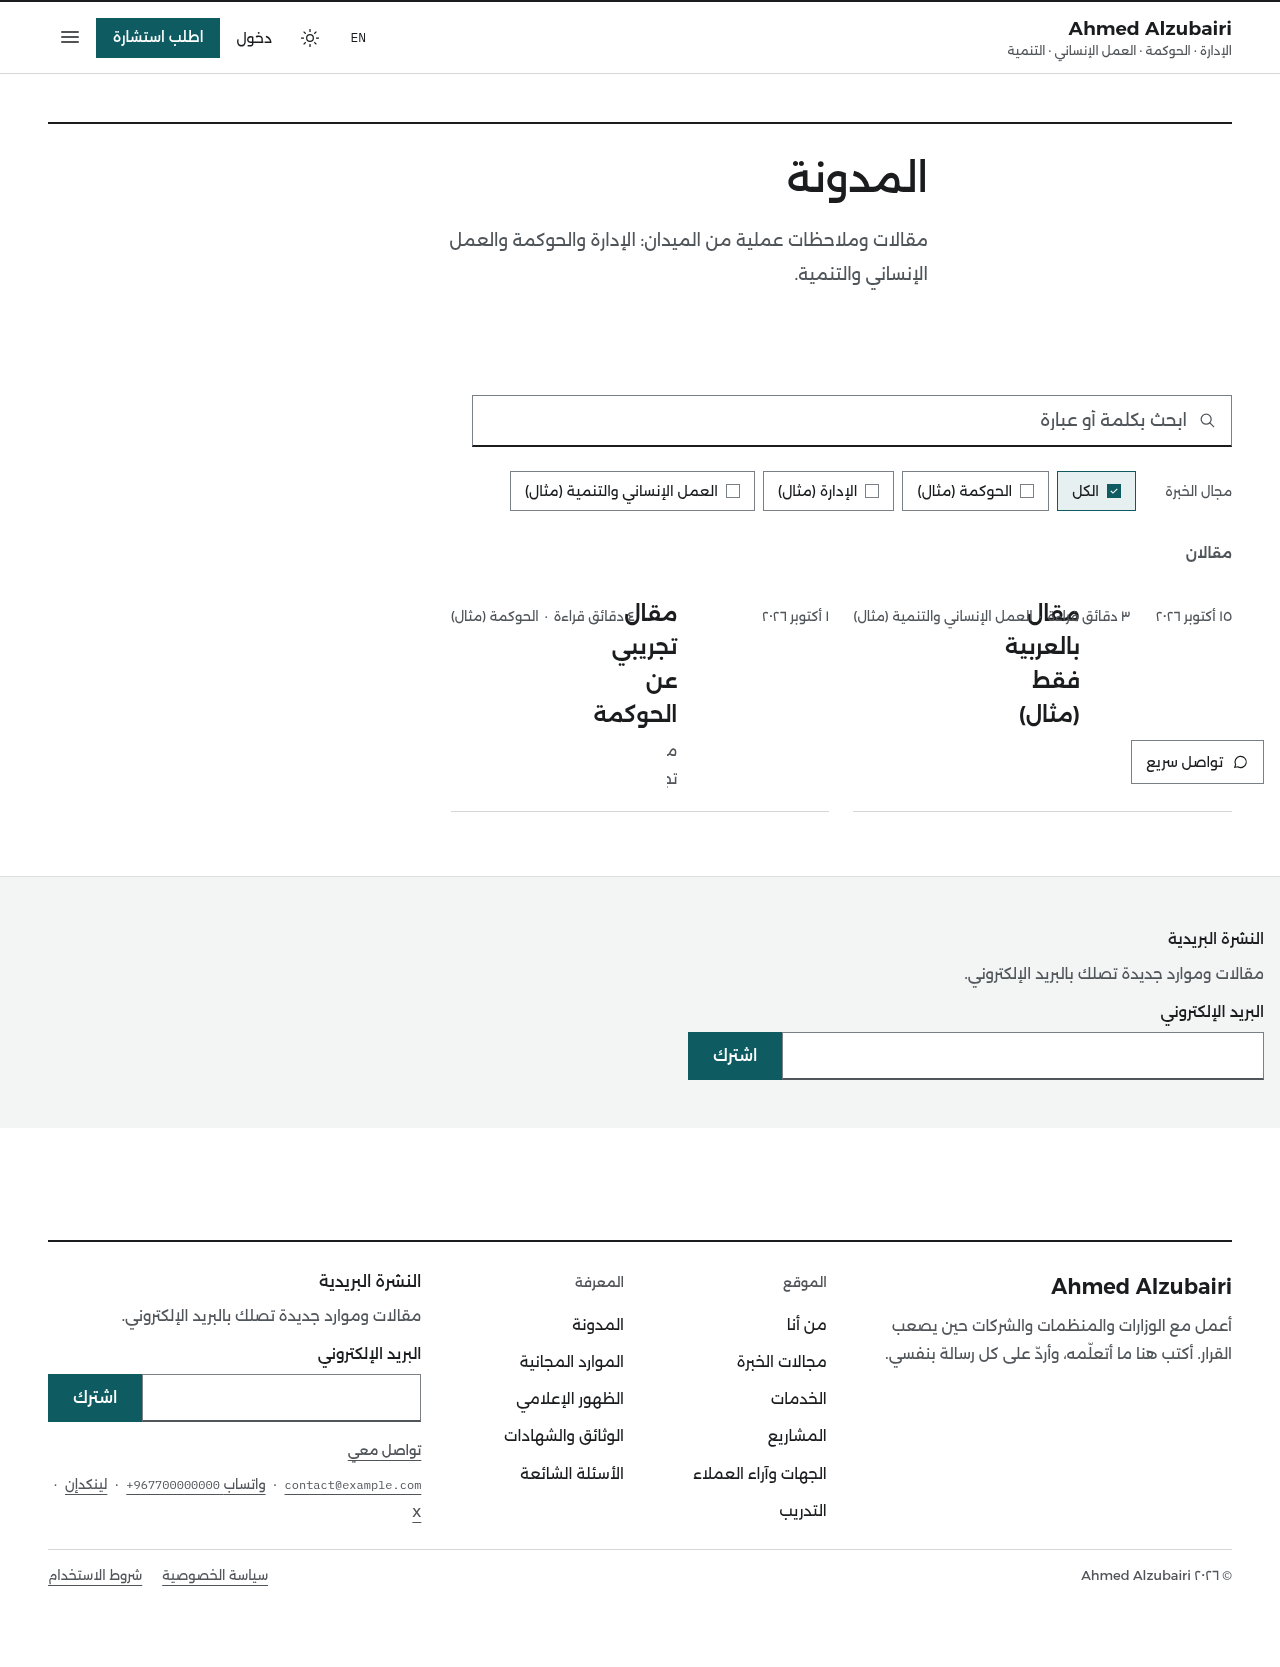 Ahmed Alzubairi
الإدارة · الحوكمة · العمل الإنساني · التنمية
EN
دخول
اطلب استشارة
المدونة
مقالات وملاحظات عملية من الميدان: الإدارة والحوكمة والعمل
الإنساني والتنمية.
ابحث بكلمة أو عبارة
مجال الخبرة
الكل
الحوكمة (مثال)
الإدارة (مثال)
العمل الإنساني والتنمية (مثال)
مقالان
١٥ أكتوبر ٢٠٢٦
٣ دقائق قراءة
العمل الإنساني والتنمية (مثال)
مقال
بالعربية
فقط
(مثال)
١ أكتوبر ٢٠٢٦
٤ دقائق قراءة · الحوكمة (مثال)
مقال
تجريبي
عن
الحوكمة
تواصل سريع
النشرة البريدية
مقالات وموارد جديدة تصلك بالبريد الإلكتروني.
البريد الإلكتروني
اشترك
Ahmed Alzubairi
أعمل مع الوزارات والمنظمات والشركات حين يصعب
القرار. أكتب هنا ما أتعلّمه، وأردّ على كل رسالة بنفسي.
الموقع
من أنا
مجالات الخبرة
الخدمات
المشاريع
الجهات وآراء العملاء
التدريب
المعرفة
المدونة
الموارد المجانية
الظهور الإعلامي
الوثائق والشهادات
الأسئلة الشائعة
النشرة البريدية
مقالات وموارد جديدة تصلك بالبريد الإلكتروني.
البريد الإلكتروني
اشترك
تواصل معي
contact@example.com · واتساب +967700000000 · لينكدإن ·
X
© ٢٠٢٦ Ahmed Alzubairi
سياسة الخصوصية
شروط الاستخدام